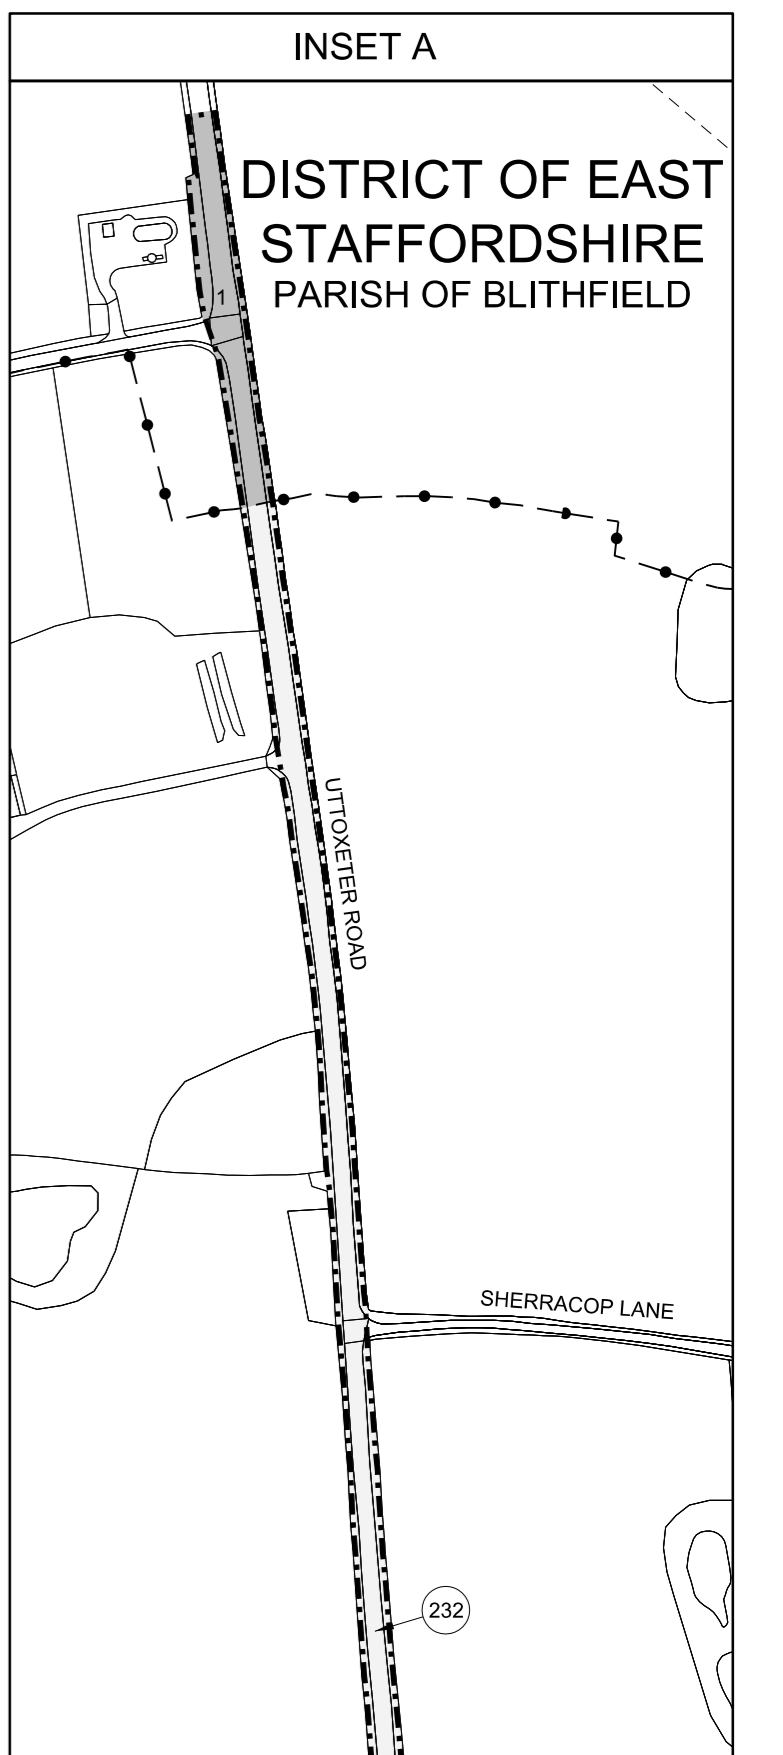 INSET A
DISTRICT OF EAST
STAFFORDSHIRE
PARISH OF BLITHFIELD
1
UTTOXETER ROAD
SHERRACOP LANE
232